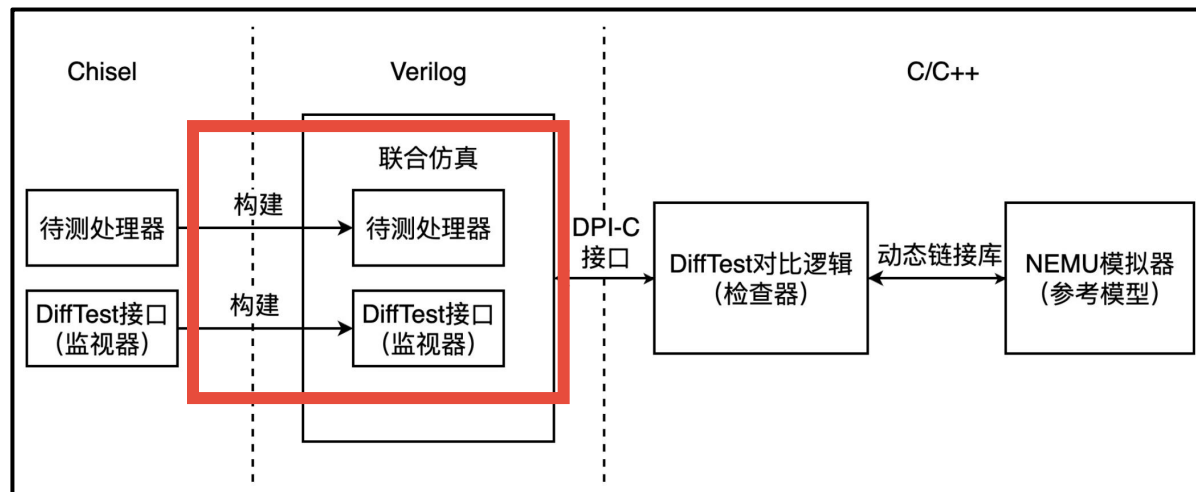 Chisel
Verilog
C/C++
联合仿真
待测处理器
构建
待测处理器
DPI-C
接口
DiffTest对比逻辑
（检查器）
动态链接库
NEMU模拟器
（参考模型）
DiffTest接口
（监视器）
构建
DiffTest接口
（监视器）